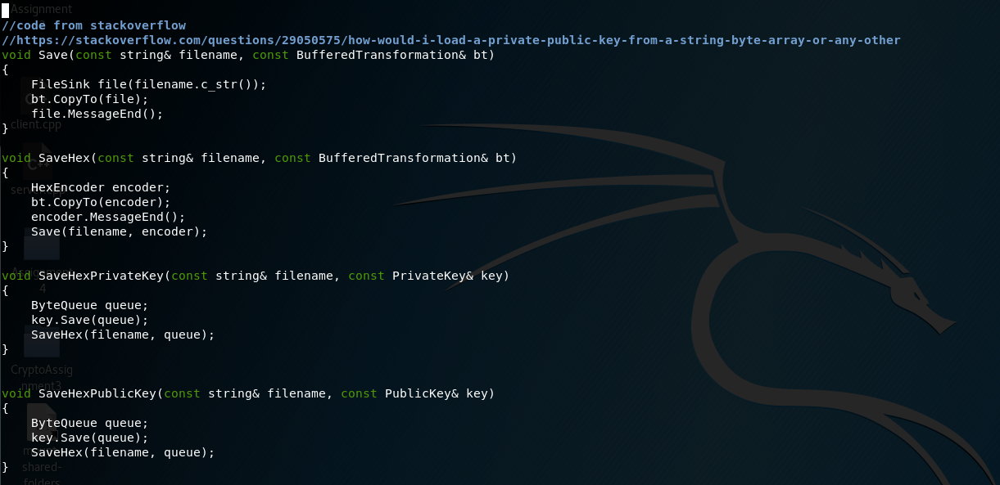 Assignment
//code from stackoverflow
//https://stackoverflow.com/questions/29050575/how-would-i-load-a-private-public-key-from-a-string-byte-array-or-any-other
void Save(const string& filename, const BufferedTransformation& bt)
{
    FileSink file(filename.c_str());
    bt.CopyTo(file);
    file.MessageEnd();
}
client.cpp
void SaveHex(const string& filename, const BufferedTransformation& bt)
{
    HexEncoder encoder;
    bt.CopyTo(encoder);
    encoder.MessageEnd();
    Save(filename, encoder);
}
void SaveHexPrivateKey(const string& filename, const PrivateKey& key)
{
4
    ByteQueue queue;
    key.Save(queue);
    SaveHex(filename, queue);
}
CryptoAssig
nment3
void SaveHexPublicKey(const string& filename, const PublicKey& key)
{
    ByteQueue queue;
    key.Save(queue);
    SaveHex(filename, queue);
}
shared-
folders